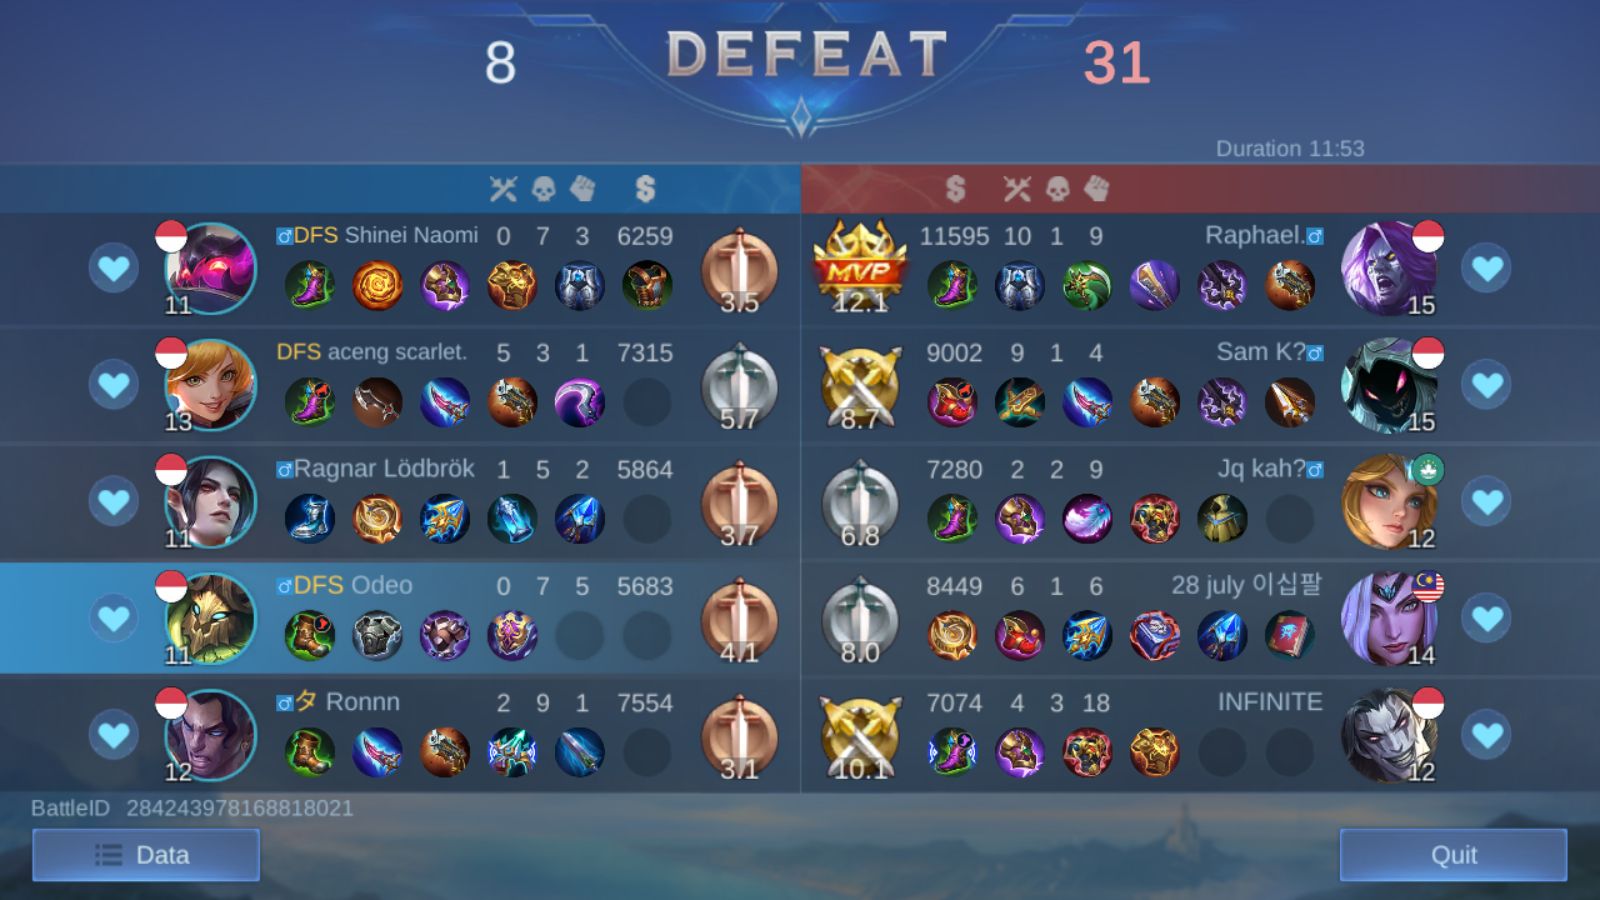 8 DEFEAT 31
Duration 11:53
DFS Shinei Naomi 0 7 3 6259
11 3.5
MVP 11595 10 1 9 Raphael.
12.1 15
DFS aceng scarlet. 5 3 1 7315
13 5.7
9002 9 1 4 Sam K?
8.7 15
Ragnar Lödbrök 1 5 2 5864
11 3.7
7280 2 2 9 Jq kah?
6.8 12
DFS Odeo 0 7 5 5683
11 4.1
8449 6 1 6 28 july 이십팔
8.0 14
タ Ronnn 2 9 1 7554
12 3.1
7074 4 3 18 INFINITE
10.1 12
BattleID 284243978168818021
Data
Quit